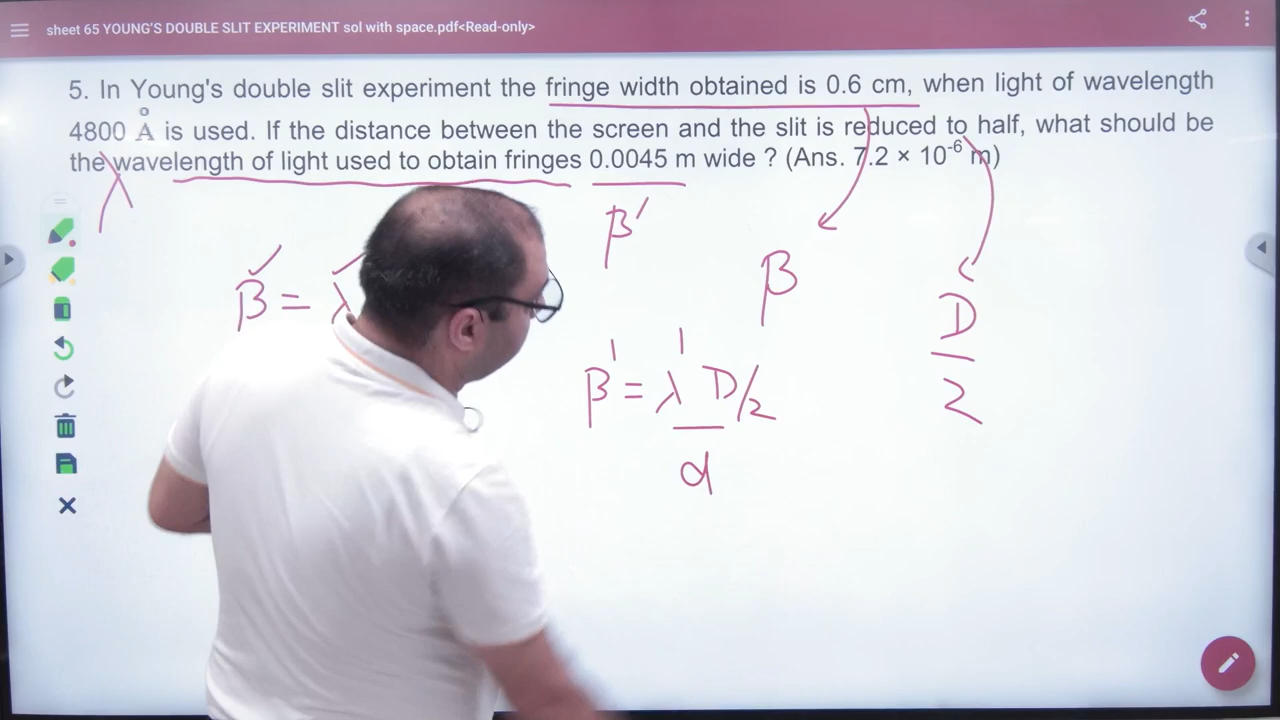 sheet 65 YOUNG'S DOUBLE SLIT EXPERIMENT sol with space.pdf<Read-only>
5. In Young's double slit experiment the fringe width obtained is 0.6 cm, when light of wavelength
4800 Å is used. If the distance between the screen and the slit is reduced to half, what should be
the wavelength of light used to obtain fringes 0.0045 m wide ? (Ans. 7.2 × 10⁻⁶ m)
λ
β'
β = λ
β
D
2
β' = λ' D/2
d